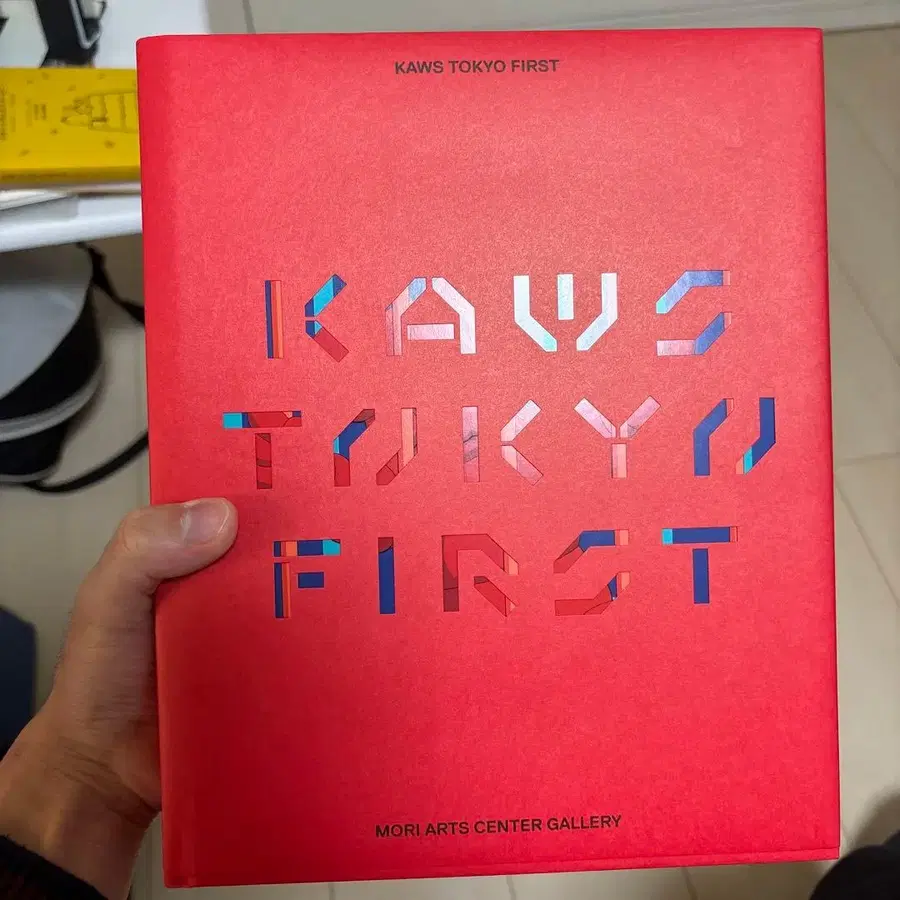 KAWS TOKYO FIRST
KAWS
TOKYO
FIRST
MORI ARTS CENTER GALLERY